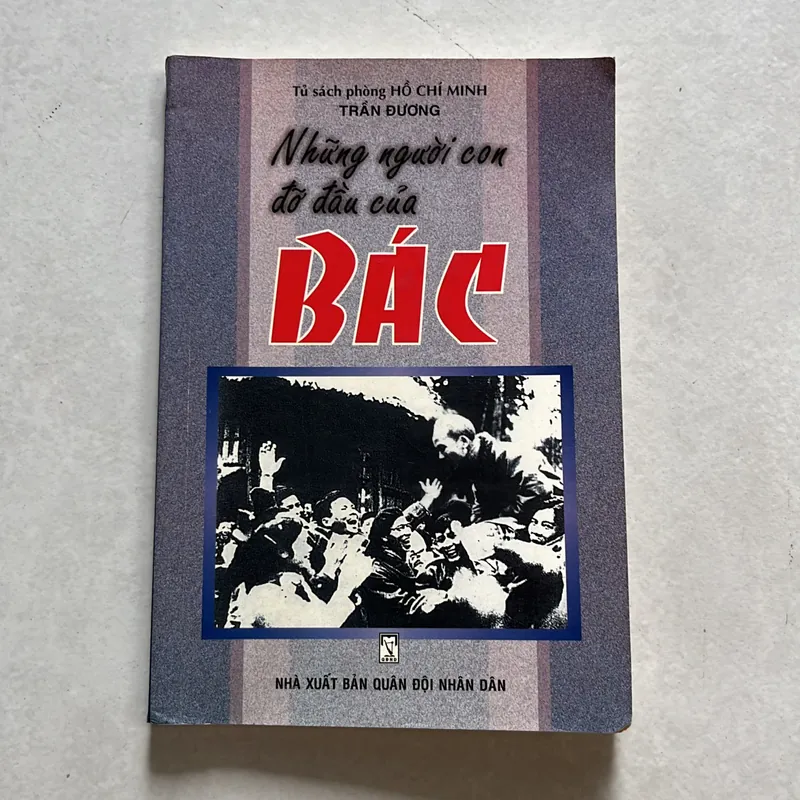 Tủ sách phòng HỒ CHÍ MINH
TRẦN ĐƯƠNG
Những người con
đỡ đầu của
BÁC
QĐND
NHÀ XUẤT BẢN QUÂN ĐỘI NHÂN DÂN